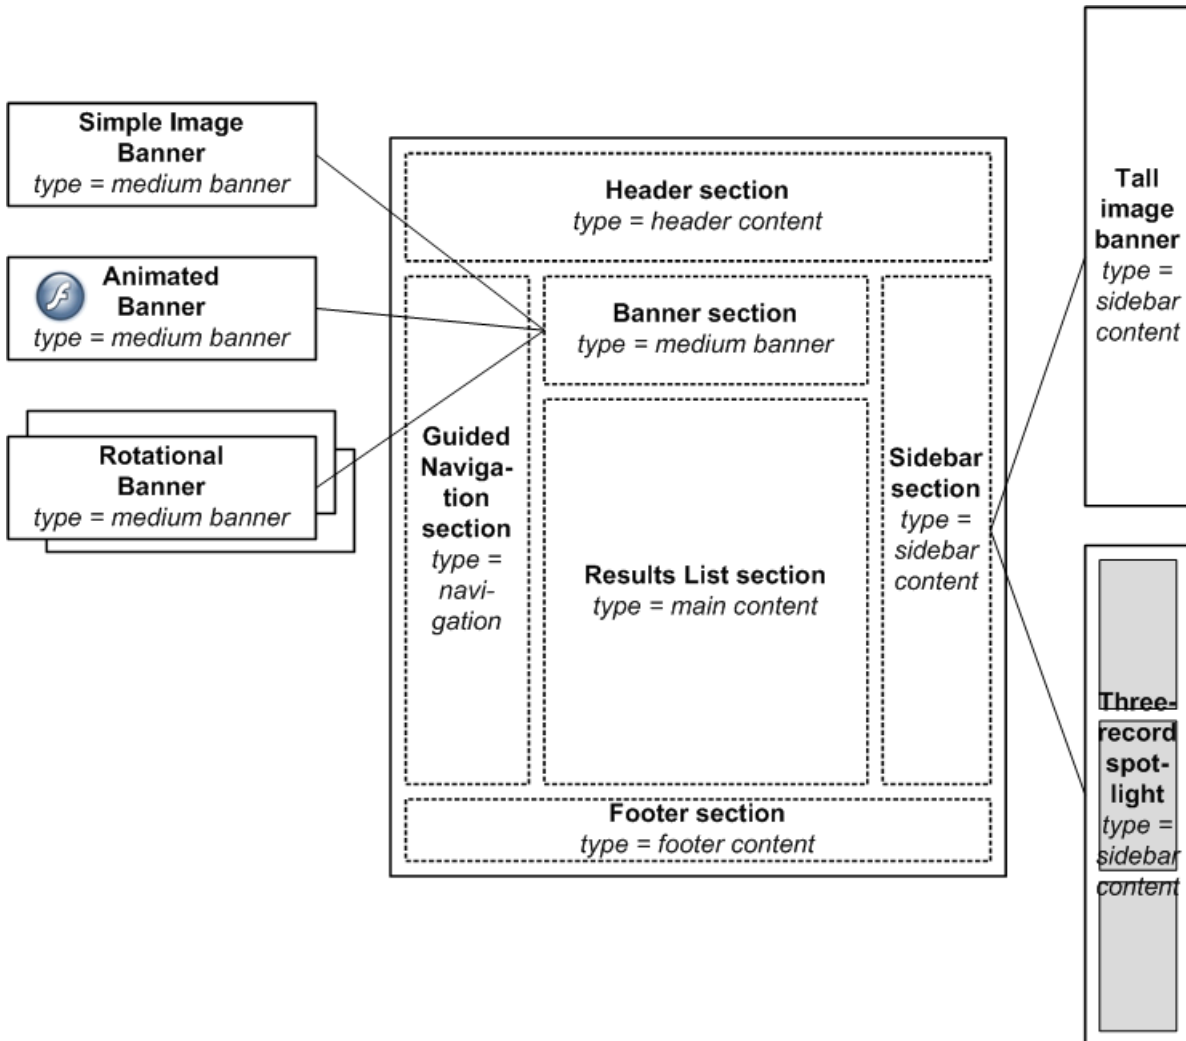 Simple Image
Banner
type = medium banner
Animated
Banner
type = medium banner
Rotational
Banner
type = medium banner
Header section
type = header content
Guided
Naviga-
tion
section
type =
navi-
gation
Banner section
type = medium banner
Results List section
type = main content
Sidebar
section
type =
sidebar
content
Footer section
type = footer content
Tall
image
banner
type =
sidebar
content
Three-
record
spot-
light
type =
sidebar
content